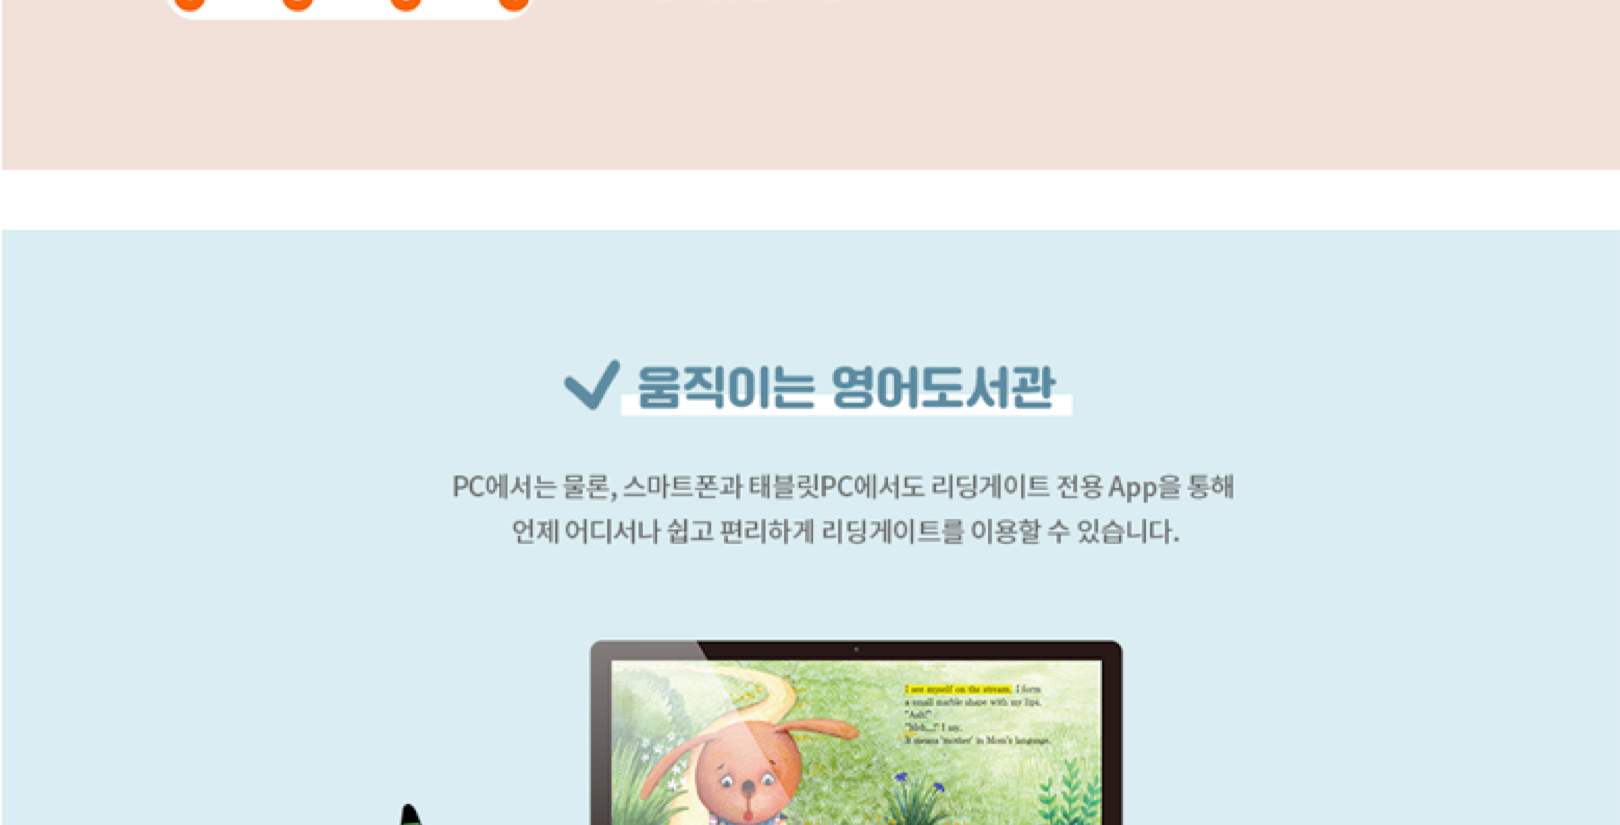 움직이는 영어도서관
PC에서는 물론, 스마트폰과 태블릿PC에서도 리딩게이트 전용 App을 통해
언제 어디서나 쉽고 편리하게 리딩게이트를 이용할 수 있습니다.
I see myself on the stream. I form
a small marble shape with my lips.
"Aah!"
"Meh...!" I say.
It means 'mother' in Mom's language.